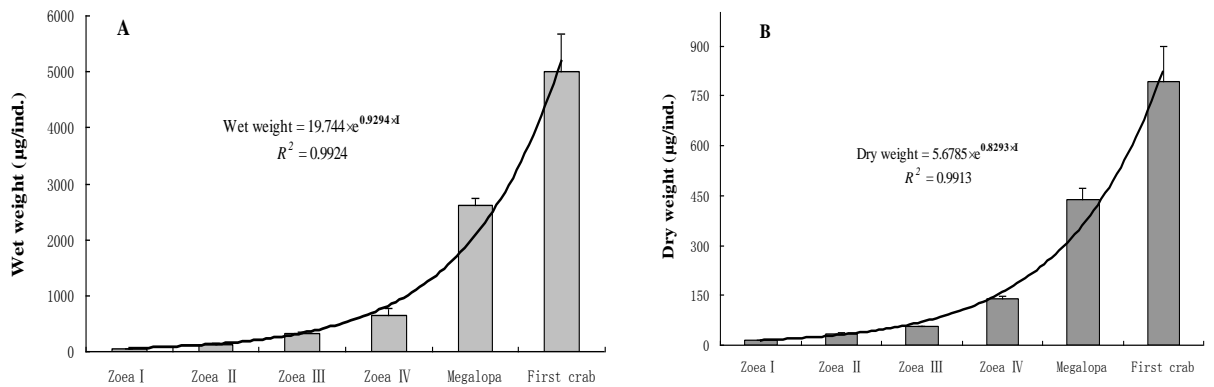 A
Wet weight (μg/ind.)
6000
5000
4000
3000
2000
1000
0
Wet weight = 19.744×e^0.9294×I
R² = 0.9924
Zoea Ⅰ Zoea Ⅱ Zoea Ⅲ Zoea Ⅳ Megalopa First crab
B
Dry weight (μg/ind.)
900
750
600
450
300
150
0
Dry weight = 5.6785×e^0.8293×I
R² = 0.9913
Zoea Ⅰ Zoea Ⅱ Zoea Ⅲ Zoea Ⅳ Megalopa First crab